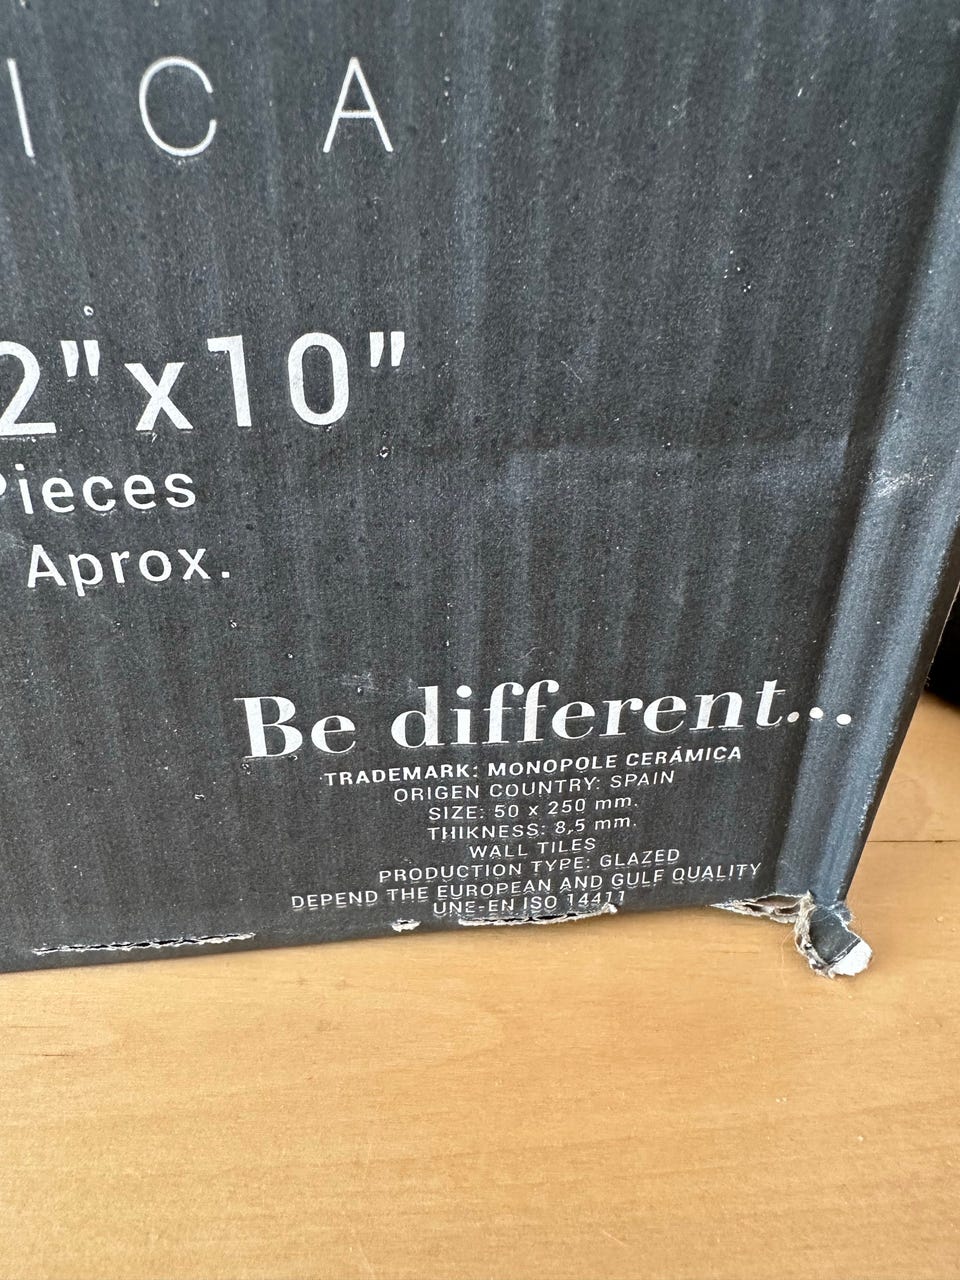 I C A
2"x10"
Pieces
Aprox.
Be different...
TRADEMARK: MONOPOLE CERÁMICA
ORIGEN COUNTRY: SPAIN
SIZE: 50 x 250 mm.
THIKNESS: 8,5 mm.
WALL TILES
PRODUCTION TYPE: GLAZED
DEPEND THE EUROPEAN AND GULF QUALITY
UNE-EN ISO 14411